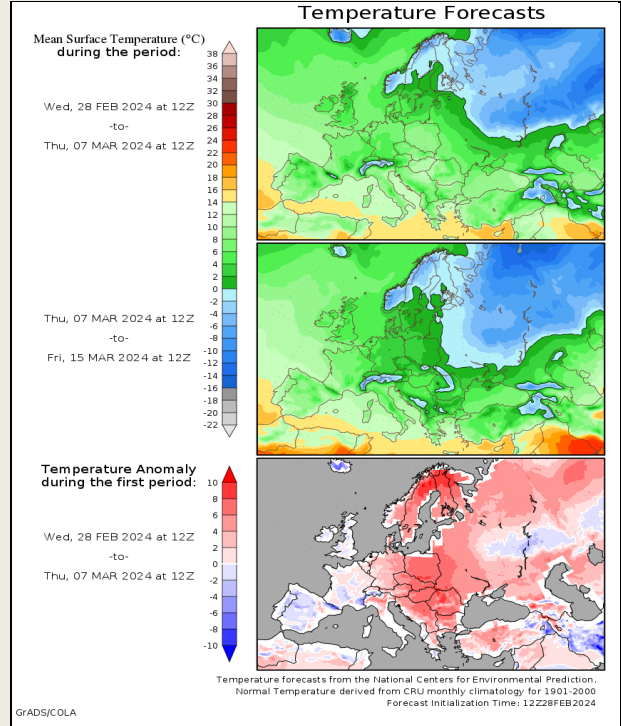 Temperature Forecasts
Mean Surface Temperature (°C)
during the period:
Wed, 28 FEB 2024 at 12Z
-to-
Thu, 07 MAR 2024 at 12Z
38
36
34
32
30
28
26
24
22
20
18
16
14
12
10
8
6
4
2
0
-2
-4
-6
-8
-10
-12
-14
-16
-18
-20
-22
Thu, 07 MAR 2024 at 12Z
-to-
Fri, 15 MAR 2024 at 12Z
Temperature Anomaly
during the first period:
Wed, 28 FEB 2024 at 12Z
-to-
Thu, 07 MAR 2024 at 12Z
10
8
6
4
2
0
-2
-4
-6
-8
-10
Temperature forecasts from the National Centers for Environmental Prediction.
Normal Temperature derived from CRU monthly climatology for 1901-2000
Forecast Initialization Time: 12Z28FEB2024
GrADS/COLA